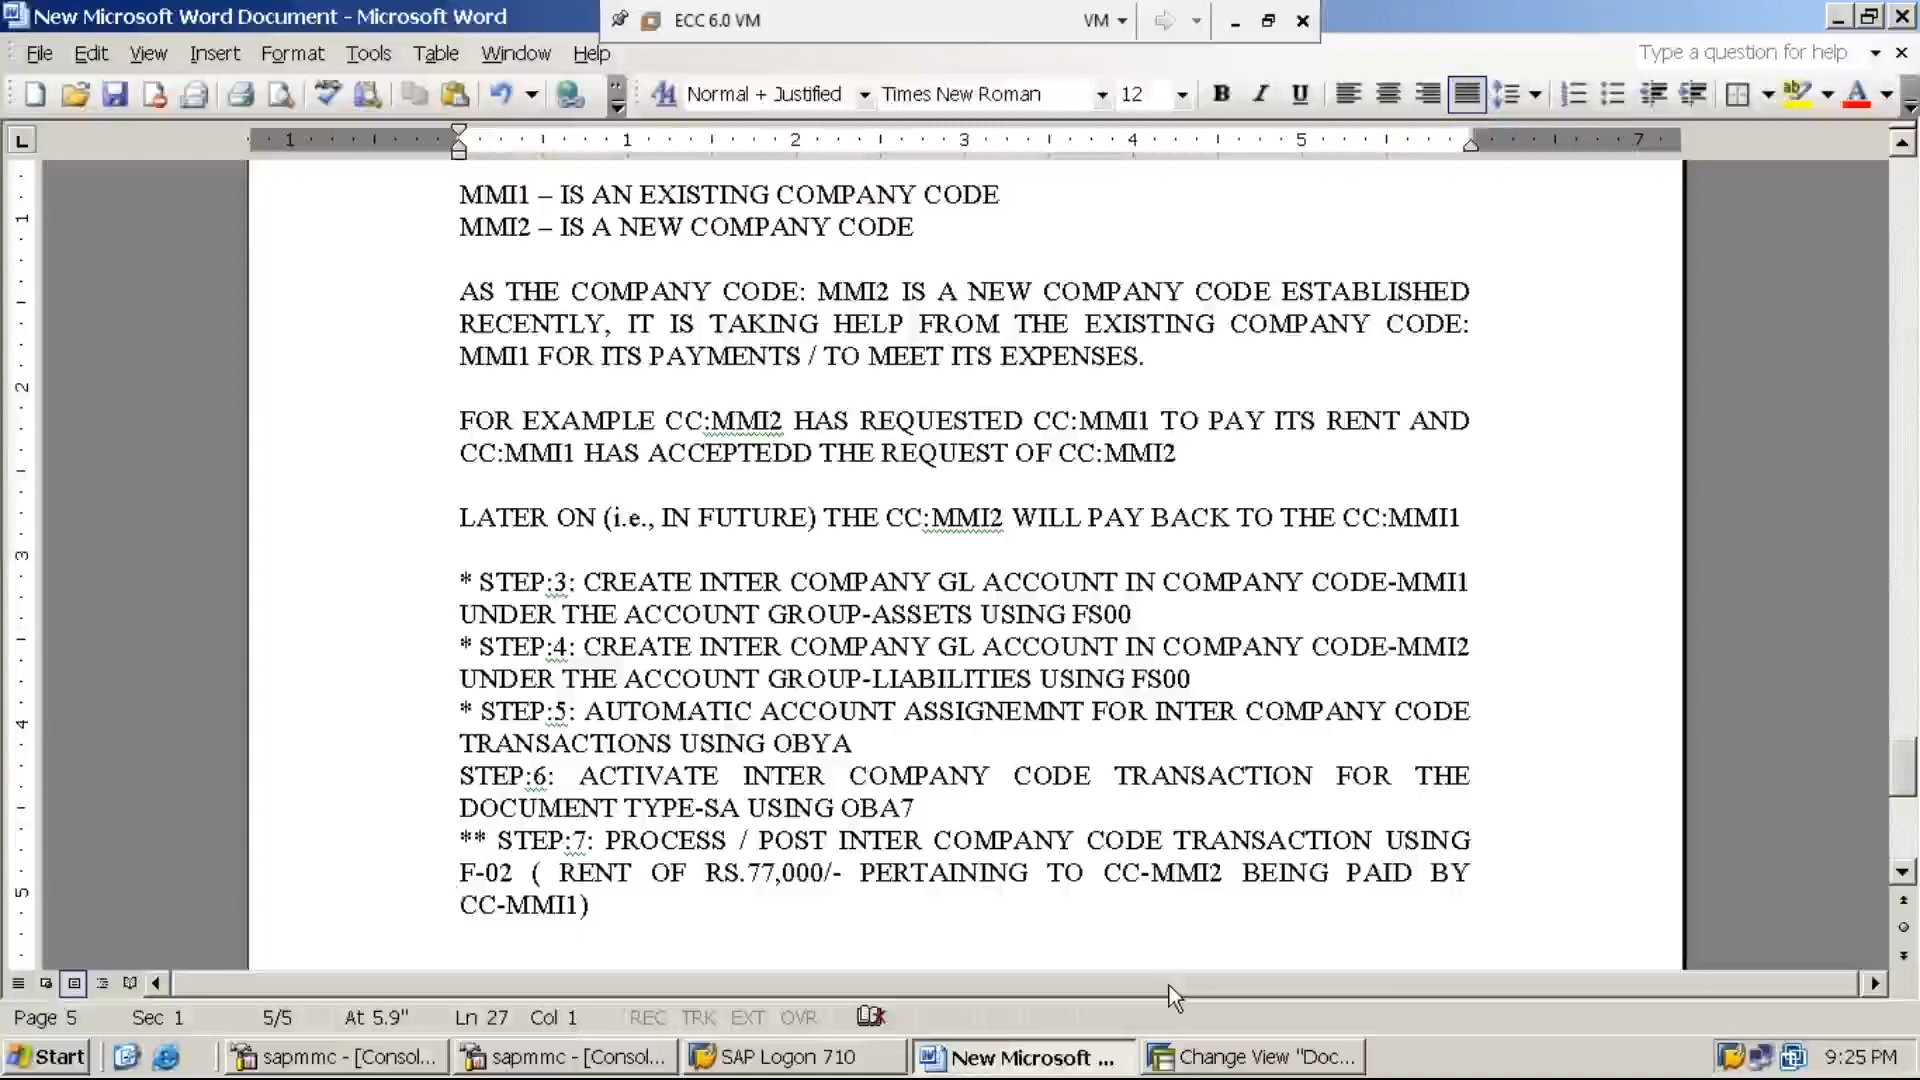 New Microsoft Word Document - Microsoft Word
ECC 6.0 VM
VM
File Edit View Insert Format Tools Table Window Help
Type a question for help
Normal + Justified Times New Roman 12 B I U
1 1 2 3 4 5 7
MMI1 – IS AN EXISTING COMPANY CODE
MMI2 – IS A NEW COMPANY CODE
AS THE COMPANY CODE: MMI2 IS A NEW COMPANY CODE ESTABLISHED
RECENTLY, IT IS TAKING HELP FROM THE EXISTING COMPANY CODE:
MMI1 FOR ITS PAYMENTS / TO MEET ITS EXPENSES.
FOR EXAMPLE CC:MMI2 HAS REQUESTED CC:MMI1 TO PAY ITS RENT AND
CC:MMI1 HAS ACCEPTEDD THE REQUEST OF CC:MMI2
LATER ON (i.e., IN FUTURE) THE CC:MMI2 WILL PAY BACK TO THE CC:MMI1
* STEP:3: CREATE INTER COMPANY GL ACCOUNT IN COMPANY CODE-MMI1
UNDER THE ACCOUNT GROUP-ASSETS USING FS00
* STEP:4: CREATE INTER COMPANY GL ACCOUNT IN COMPANY CODE-MMI2
UNDER THE ACCOUNT GROUP-LIABILITIES USING FS00
* STEP:5: AUTOMATIC ACCOUNT ASSIGNEMNT FOR INTER COMPANY CODE
TRANSACTIONS USING OBYA
STEP:6: ACTIVATE INTER COMPANY CODE TRANSACTION FOR THE
DOCUMENT TYPE-SA USING OBA7
** STEP:7: PROCESS / POST INTER COMPANY CODE TRANSACTION USING
F-02 ( RENT OF RS.77,000/- PERTAINING TO CC-MMI2 BEING PAID BY
CC-MMI1)
Page 5 Sec 1 5/5 At 5.9" Ln 27 Col 1 REC TRK EXT OVR
Start sapmmc - [Consol... sapmmc - [Consol... SAP Logon 710 New Microsoft ... Change View "Doc... 9:25 PM